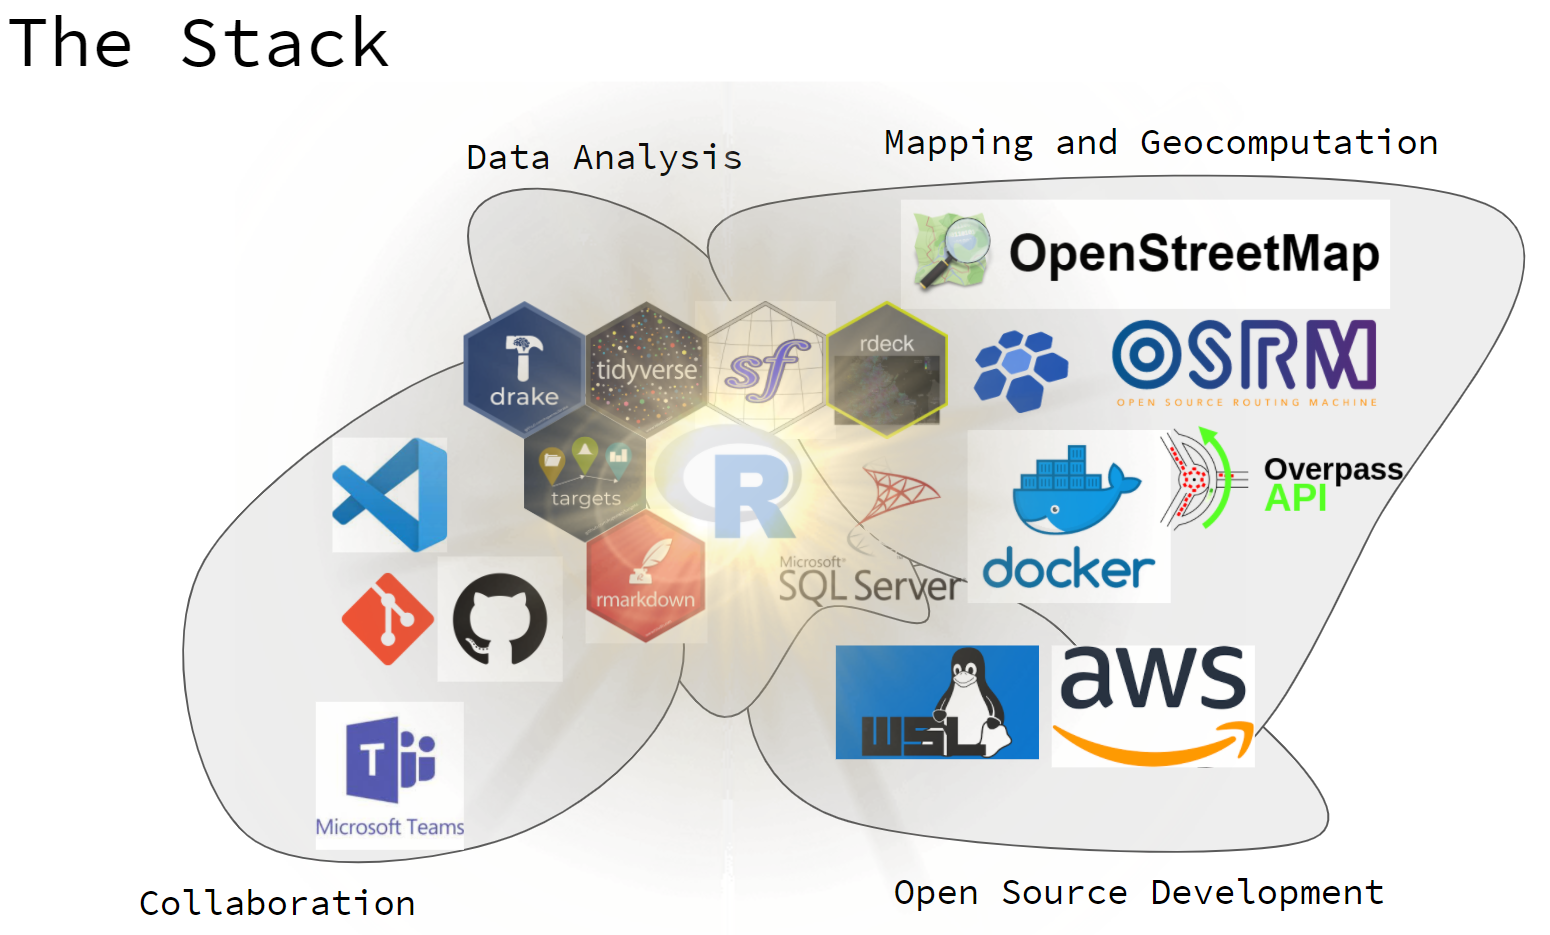 The Stack
Data Analysis
Mapping and Geocomputation
OpenStreetMap
drake
tidyverse
sf
rdeck
OSRM
OPEN SOURCE ROUTING MACHINE
targets
R
Overpass
API
Microsoft®
SQL Server
docker
rmarkdown
WSL
aws
T
Microsoft Teams
Collaboration
Open Source Development